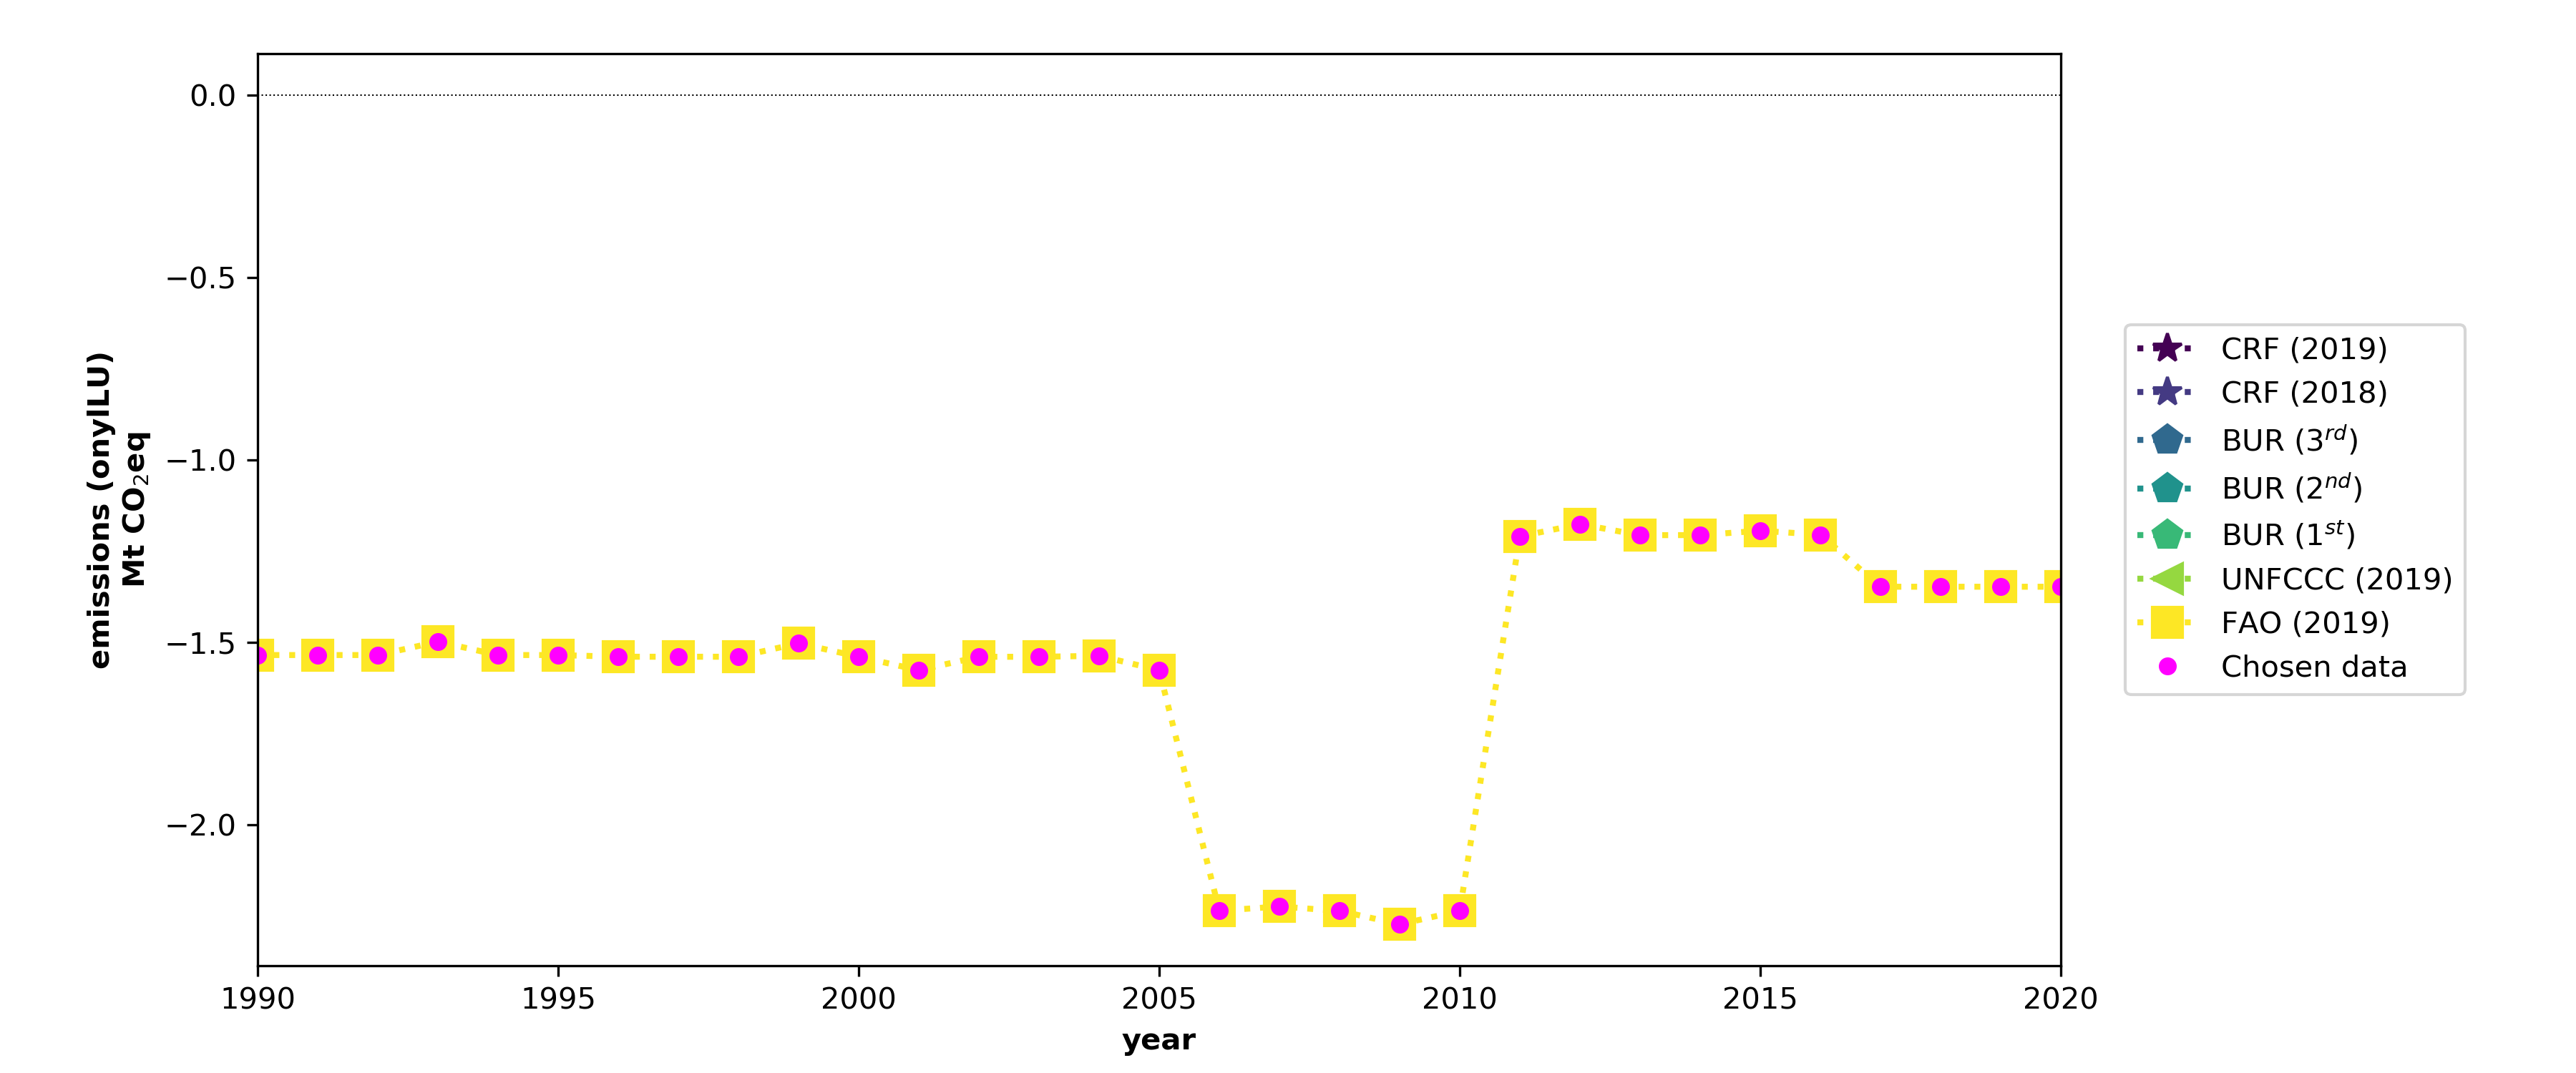 0.0
−0.5
−1.0
−1.5
−2.0
emissions (onylLU)
Mt CO₂eq
1990 1995 2000 2005 2010 2015 2020
year
CRF (2019)
CRF (2018)
BUR (3ʳᵈ)
BUR (2ⁿᵈ)
BUR (1ˢᵗ)
UNFCCC (2019)
FAO (2019)
Chosen data